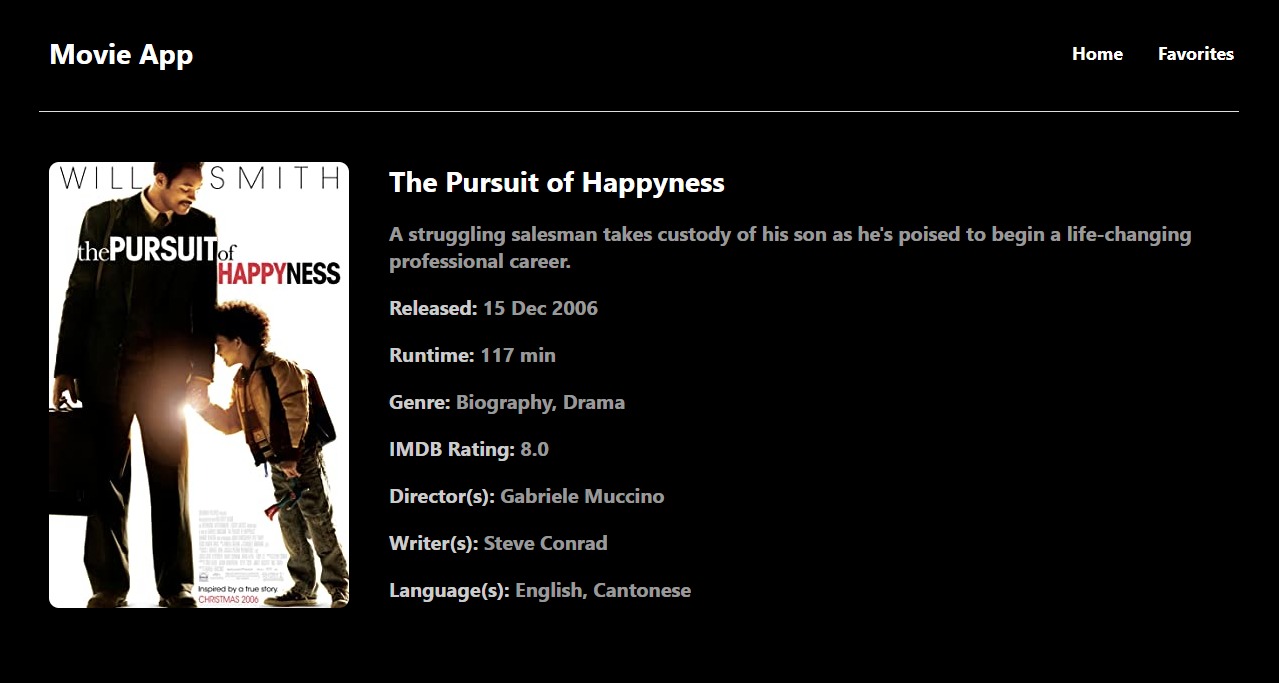 Movie App
Home Favorites
WILL SMITH
the PURSUIT of
HAPPYNESS
Inspired by a true story
CHRISTMAS 2006
The Pursuit of Happyness
A struggling salesman takes custody of his son as he's poised to begin a life-changing
professional career.
Released: 15 Dec 2006
Runtime: 117 min
Genre: Biography, Drama
IMDB Rating: 8.0
Director(s): Gabriele Muccino
Writer(s): Steve Conrad
Language(s): English, Cantonese